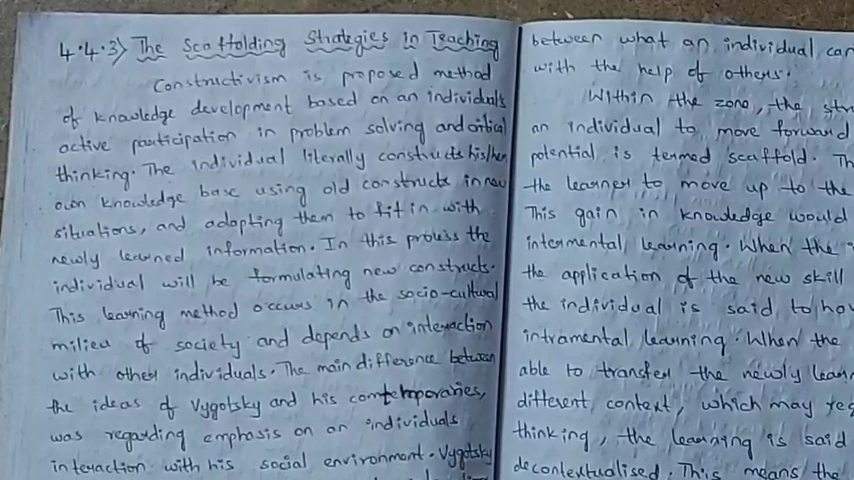 4.4.3> The Scaffolding Strategies in Teaching
Constructivism is proposed method
of knowledge development based on an individuals
active participation in problem solving and critical
thinking. The individual literally constructs his/her
own knowledge base using old constructs in new
situations, and adopting them to fit in with
newly learned information. In this process the
individual will be formulating new constructs.
This learning method occurs in the socio-cultural
milieu of society and depends on interaction
with other individuals. The main difference between
the ideas of Vygotsky and his contemporaries,
was regarding emphasis on an individuals
interaction with his social environment. Vygotsky
between what an individual can
with the help of others.
Within the zone, the
an individual to move forward
potential is termed scaffold.
the learner to move up to the
This gain in knowledge would
intermental learning. When the
the application of the new skill
the individual is said to
intramental learning. When the
able to transfer the newly
different context, which may
thinking, the learning is said
decontextualised. This means the